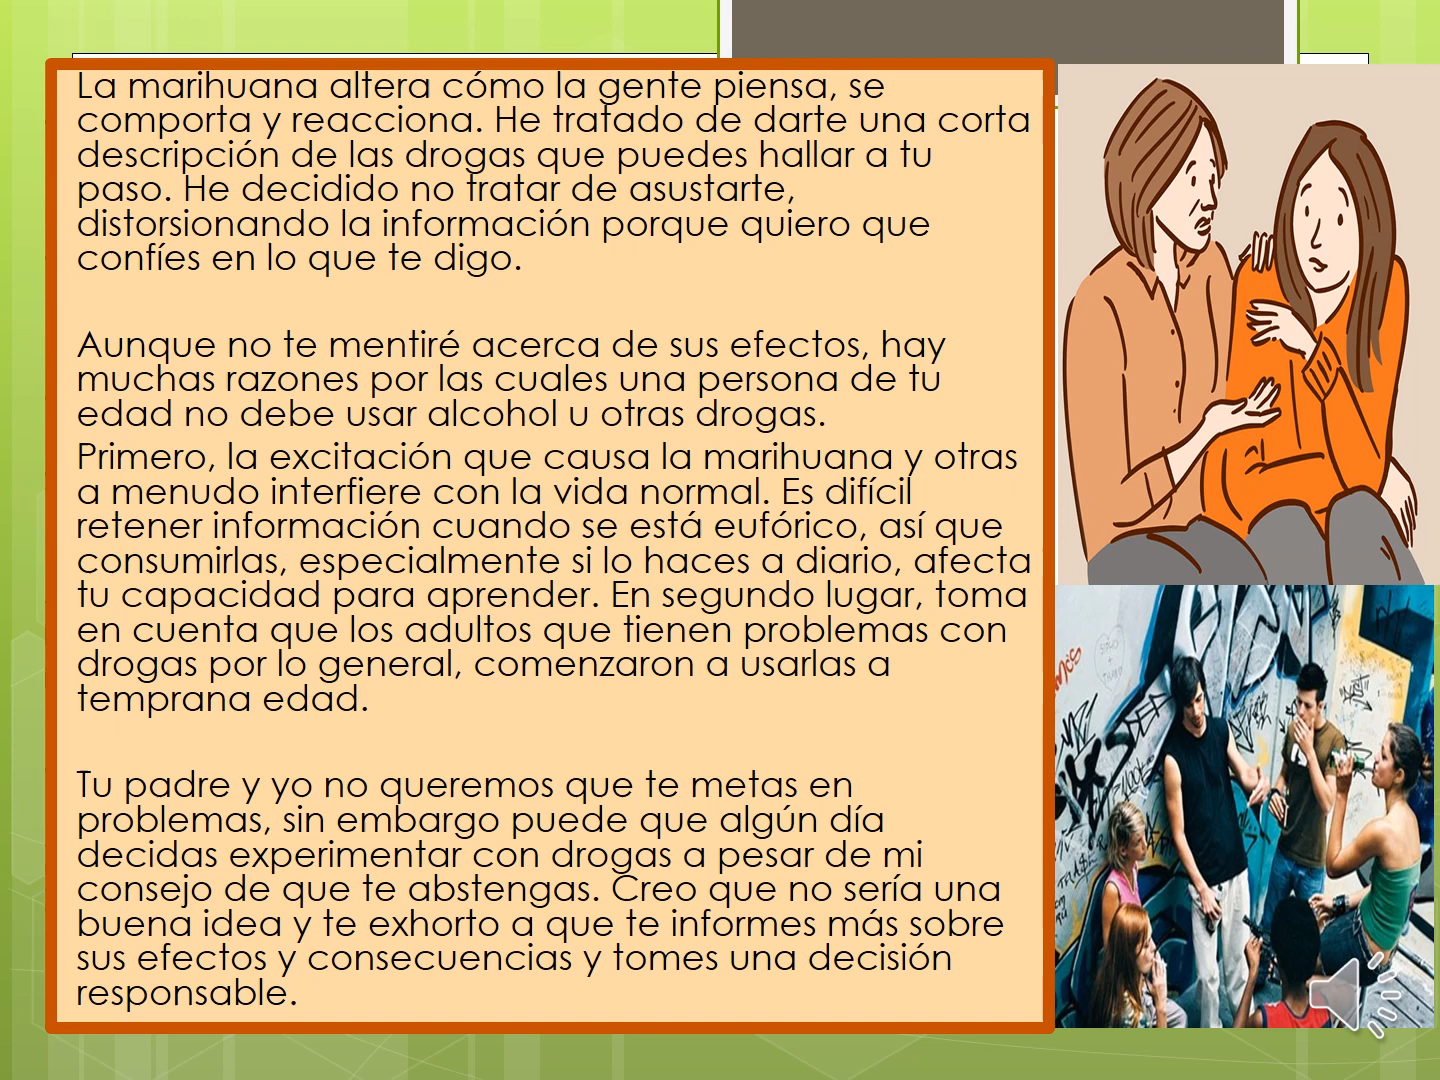 La marihuana altera cómo la gente piensa, se
comporta y reacciona. He tratado de darte una corta
descripción de las drogas que puedes hallar a tu
paso. He decidido no tratar de asustarte,
distorsionando la información porque quiero que
confíes en lo que te digo.
Aunque no te mentiré acerca de sus efectos, hay
muchas razones por las cuales una persona de tu
edad no debe usar alcohol u otras drogas.
Primero, la excitación que causa la marihuana y otras
a menudo interfiere con la vida normal. Es difícil
retener información cuando se está eufórico, así que
consumirlas, especialmente si lo haces a diario, afecta
tu capacidad para aprender. En segundo lugar, toma
en cuenta que los adultos que tienen problemas con
drogas por lo general, comenzaron a usarlas a
temprana edad.
Tu padre y yo no queremos que te metas en
problemas, sin embargo puede que algún día
decidas experimentar con drogas a pesar de mi
consejo de que te abstengas. Creo que no sería una
buena idea y te exhorto a que te informes más sobre
sus efectos y consecuencias y tomes una decisión
responsable.